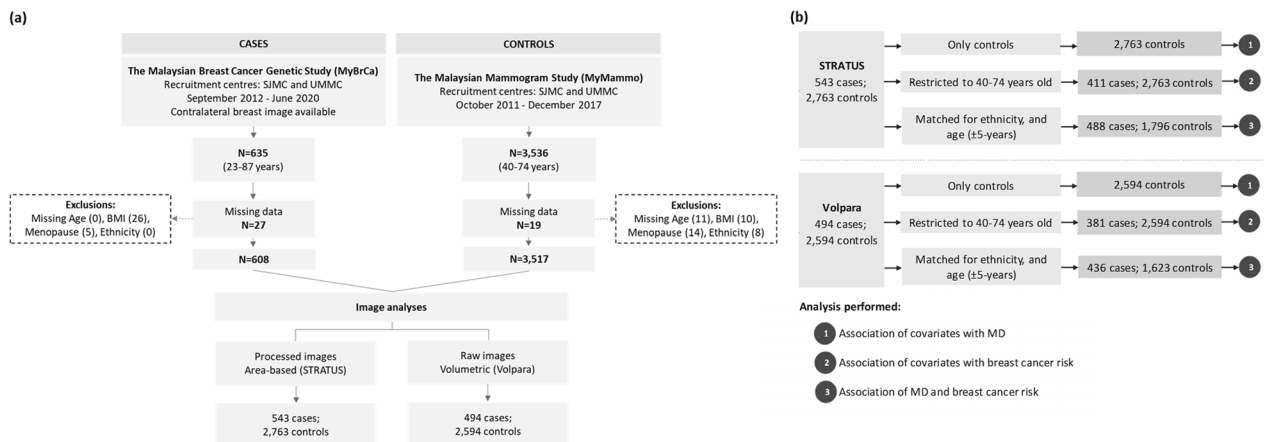 (a)
CASES
The Malaysian Breast Cancer Genetic Study (MyBrCa)
Recruitment centres: SJMC and UMMC
September 2012 - June 2020
Contralateral breast image available
CONTROLS
The Malaysian Mammogram Study (MyMammo)
Recruitment centres: SJMC and UMMC
October 2011 - December 2017
N=635
(23-87 years)
N=3,536
(40-74 years)
Exclusions:
Missing Age (0), BMI (26),
Menopause (5), Ethnicity (0)
Missing data
N=27
Missing data
N=19
Exclusions:
Missing Age (11), BMI (10),
Menopause (14), Ethnicity (8)
N=608
N=3,517
Image analyses
Processed images
Area-based (STRATUS)
Raw images
Volumetric (Volpara)
543 cases;
2,763 controls
494 cases;
2,594 controls
(b)
STRATUS
543 cases;
2,763 controls
Only controls
2,763 controls
1
Restricted to 40-74 years old
411 cases; 2,763 controls
2
Matched for ethnicity, and
age (±5-years)
488 cases; 1,796 controls
3
Volpara
494 cases;
2,594 controls
Only controls
2,594 controls
1
Restricted to 40-74 years old
381 cases; 2,594 controls
2
Matched for ethnicity, and
age (±5-years)
436 cases; 1,623 controls
3
Analysis performed:
1 Association of covariates with MD
2 Association of covariates with breast cancer risk
3 Association of MD and breast cancer risk